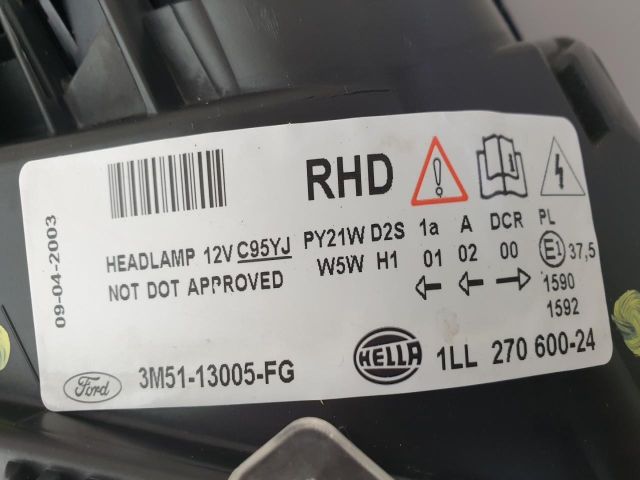 09-04-2003
RHD
HEADLAMP 12V C95YJ PY21W D2S 1a A DCR PL
NOT DOT APPROVED W5W H1 01 02 00 E1 37,5
1590
1592
Ford 3M51-13005-FG HELLA 1LL 270 600-24